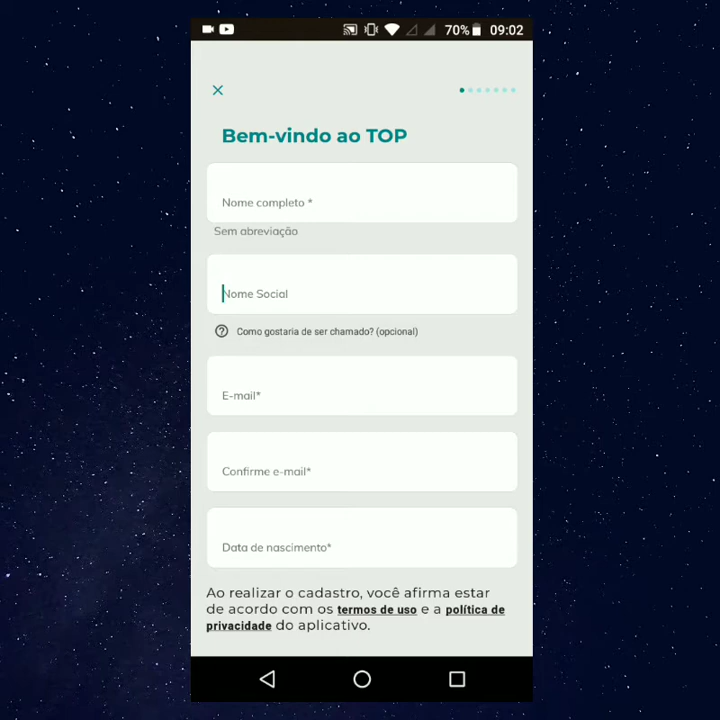 70% 09:02
Bem-vindo ao TOP
Nome completo *
Sem abreviação
Nome Social
Como gostaria de ser chamado? (opcional)
E-mail*
Confirme e-mail*
Data de nascimento*
Ao realizar o cadastro, você afirma estar
de acordo com os termos de uso e a política de
privacidade do aplicativo.